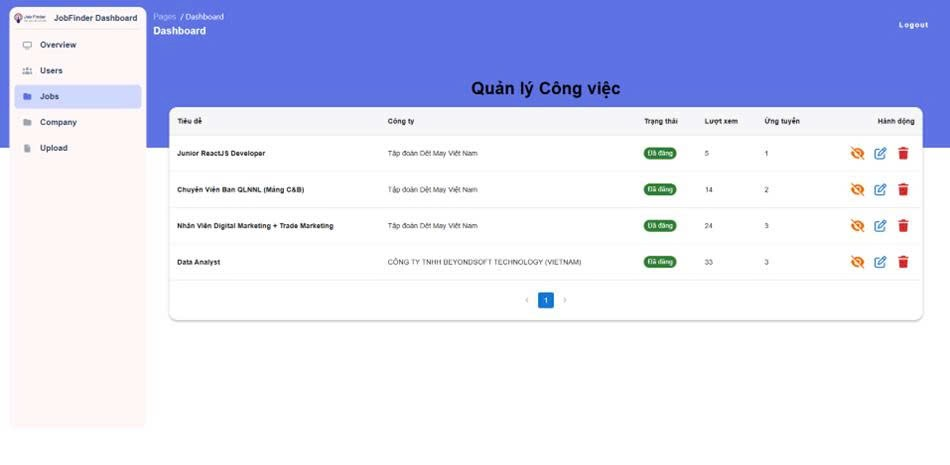 Job Finder
JobFinder Dashboard
Pages / Dashboard
Dashboard
Logout
Overview
Users
Jobs
Company
Upload
Quản lý Công việc
Tiêu đề Công ty Trạng thái Lượt xem Ứng tuyển Hành động
Junior ReactJS Developer Tập đoàn Dệt May Việt Nam Đã đăng 5 1
Chuyên Viên Ban QLNNL (Mảng C&B) Tập đoàn Dệt May Việt Nam Đã đăng 14 2
Nhân Viên Digital Marketing + Trade Marketing Tập đoàn Dệt May Việt Nam Đã đăng 24 3
Data Analyst CÔNG TY TNHH BEYONDSOFT TECHNOLOGY (VIETNAM) Đã đăng 33 3
‹ 1 ›